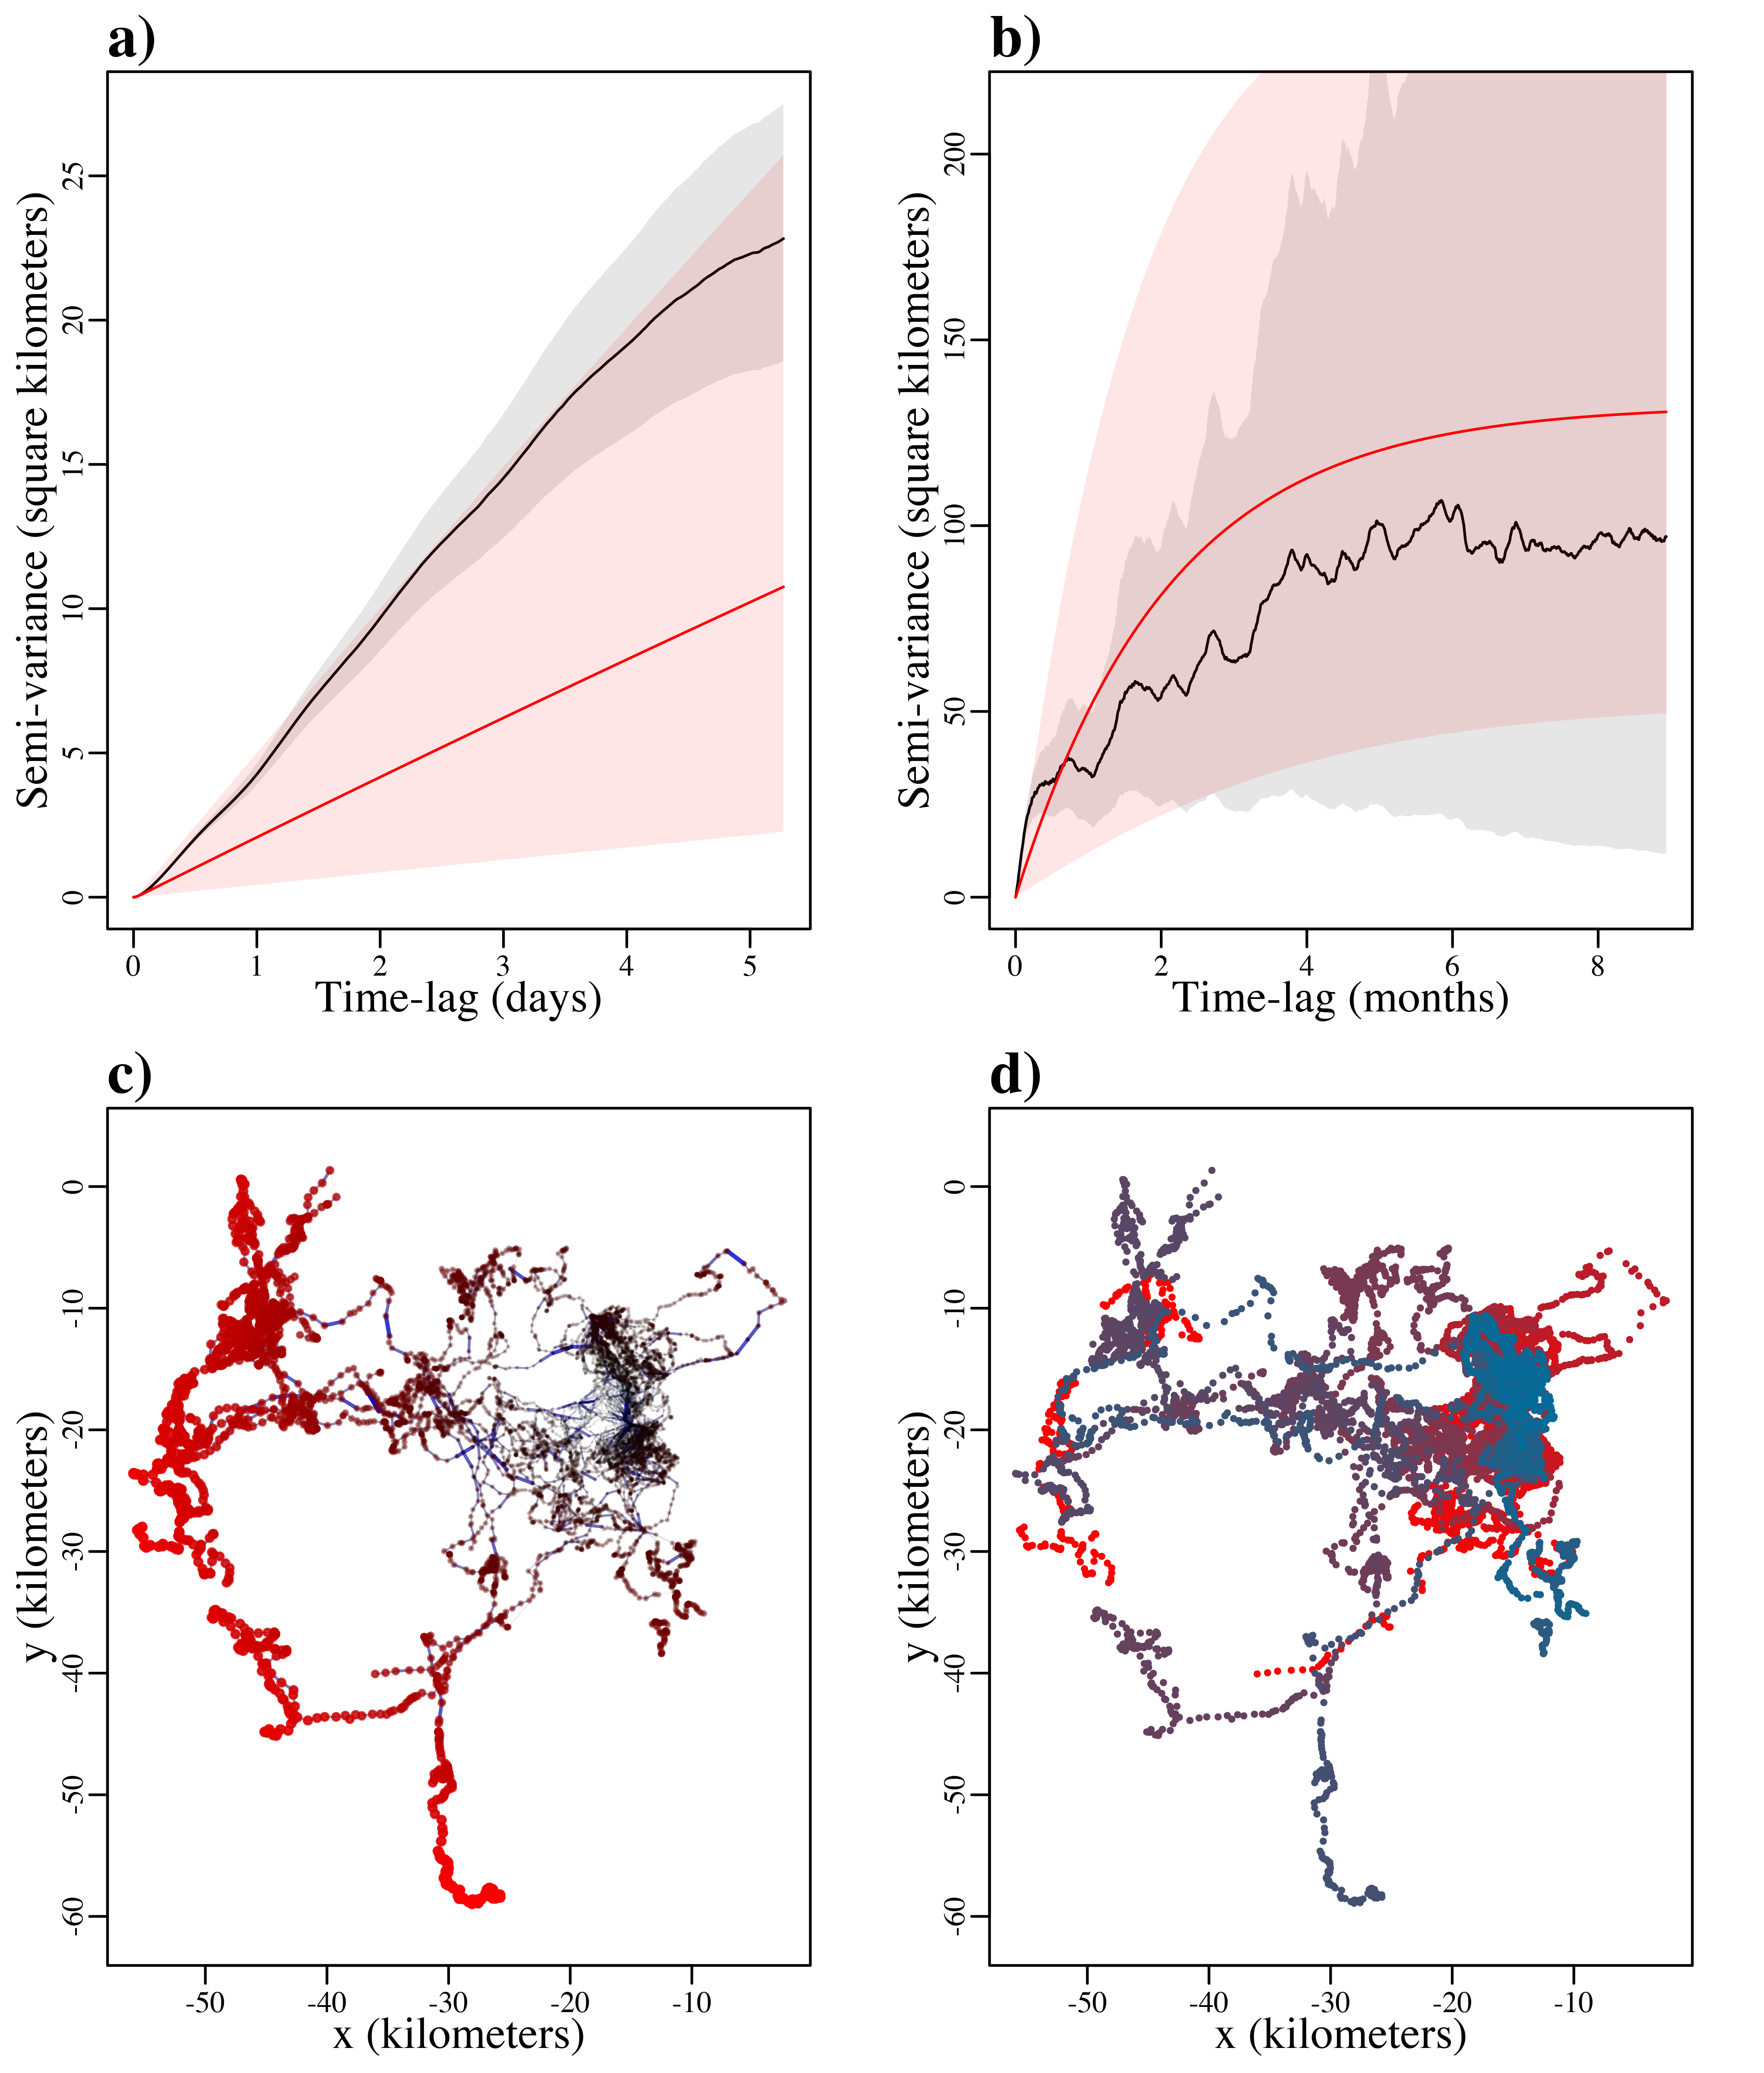 a)
Semi-variance (square kilometers)
25
20
15
10
5
0
0 1 2 3 4 5
Time-lag (days)
b)
Semi-variance (square kilometers)
200
150
100
50
0
0 2 4 6 8
Time-lag (months)
c)
y (kilometers)
0
-10
-20
-30
-40
-50
-60
-50 -40 -30 -20 -10
x (kilometers)
d)
y (kilometers)
0
-10
-20
-30
-40
-50
-60
-50 -40 -30 -20 -10
x (kilometers)